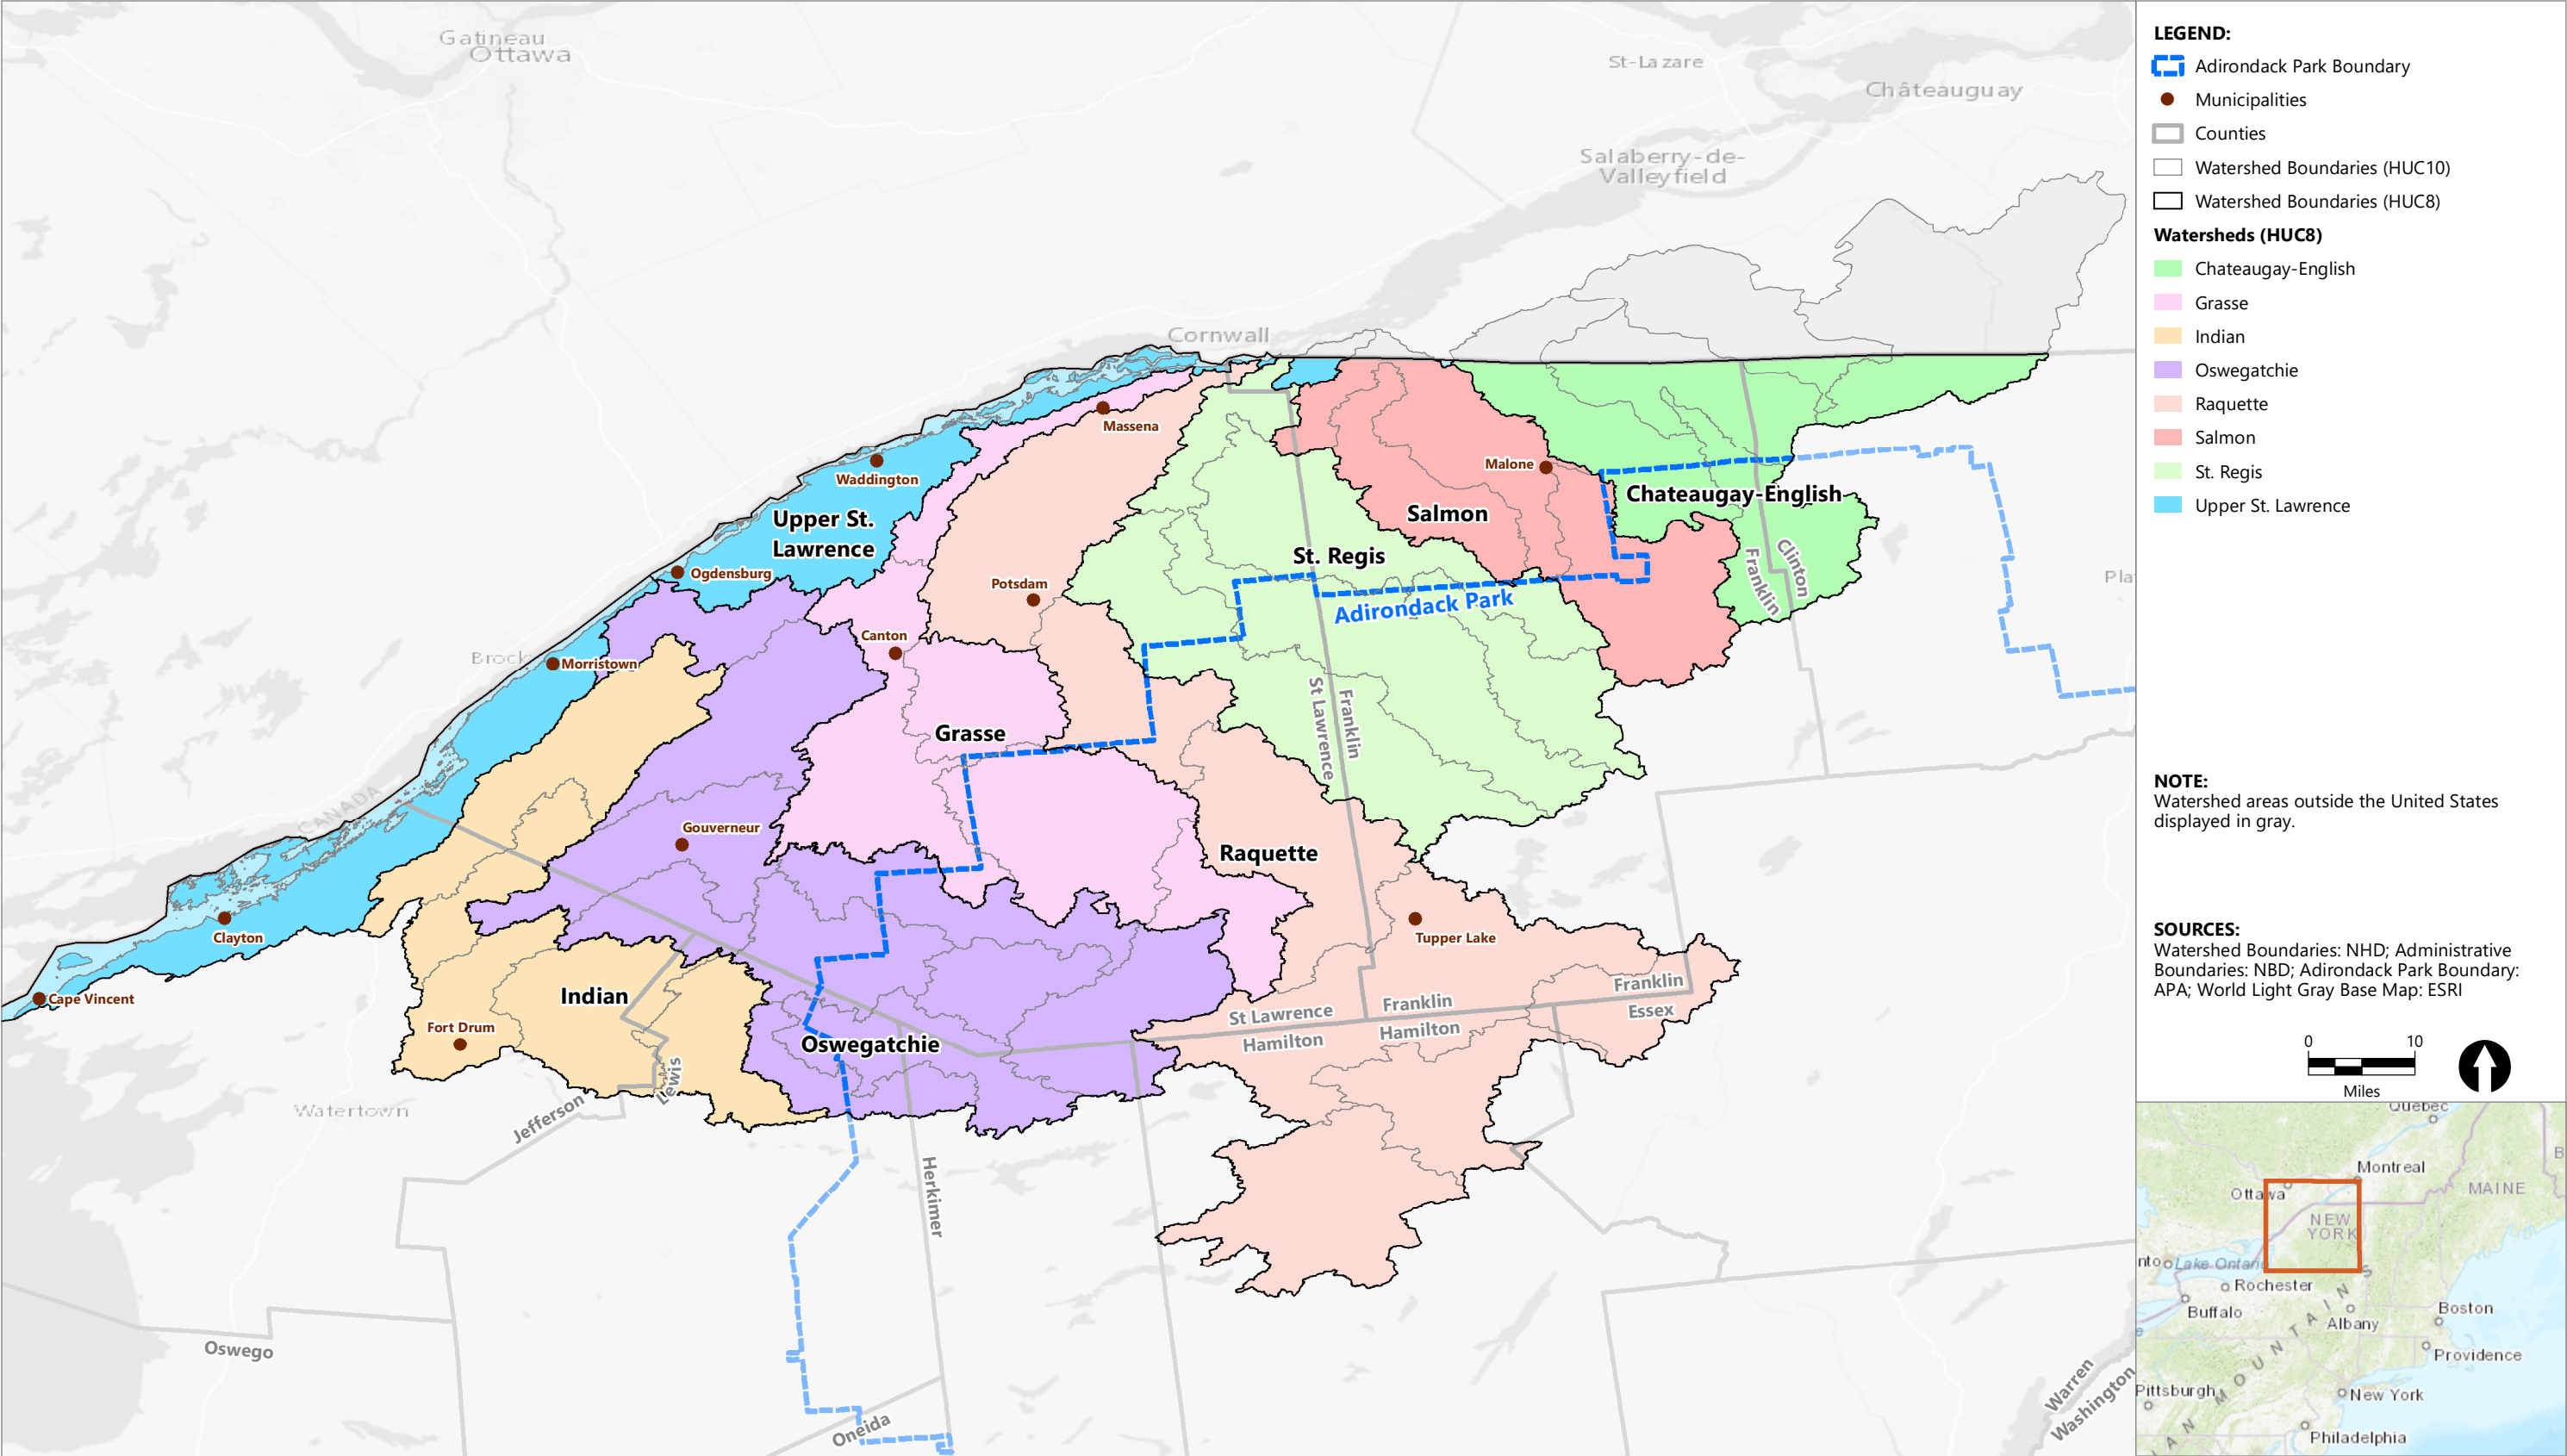 Gatineau
Ottawa
St-Lazare
Châteauguay
Salaberry-de-
Valleyfield
Cornwall
Massena
Waddington
Malone
Upper St.
Lawrence
Salmon
Chateaugay-English
St. Regis
Ogdensburg
Potsdam
Adirondack Park
Franklin
Clinton
Canton
Brock
Morristown
St Lawrence
Franklin
Grasse
CANADA
Gouverneur
Raquette
Clayton
Tupper Lake
Cape Vincent
Indian
Fort Drum
Oswegatchie
St Lawrence
Hamilton
Franklin
Hamilton
Franklin
Essex
Lewis
Jefferson
Watertown
Herkimer
Oswego
Oneida
Warren
Washington
Pla
LEGEND:
Adirondack Park Boundary
Municipalities
Counties
Watershed Boundaries (HUC10)
Watershed Boundaries (HUC8)
Watersheds (HUC8)
Chateaugay-English
Grasse
Indian
Oswegatchie
Raquette
Salmon
St. Regis
Upper St. Lawrence
NOTE:
Watershed areas outside the United States
displayed in gray.
SOURCES:
Watershed Boundaries: NHD; Administrative
Boundaries: NBD; Adirondack Park Boundary:
APA; World Light Gray Base Map: ESRI
0 10
Miles
Quebec
Montreal
Ottawa
MAINE
NEW
YORK
nto
Lake Ontari
Rochester
Buffalo
Albany
Boston
Providence
Pittsburgh
New York
Philadelphia
AN MOUNTAINS